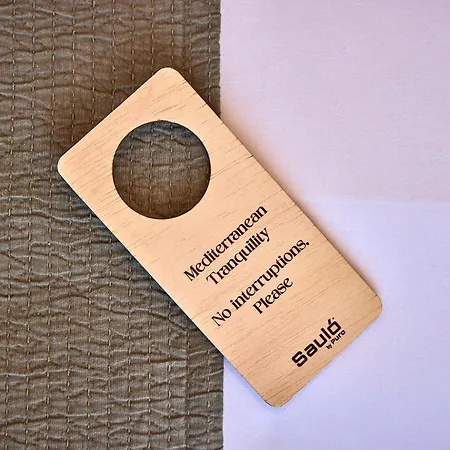 Mediterranean
Tranquility
No interruptions.
Please
Sauló
by Puro